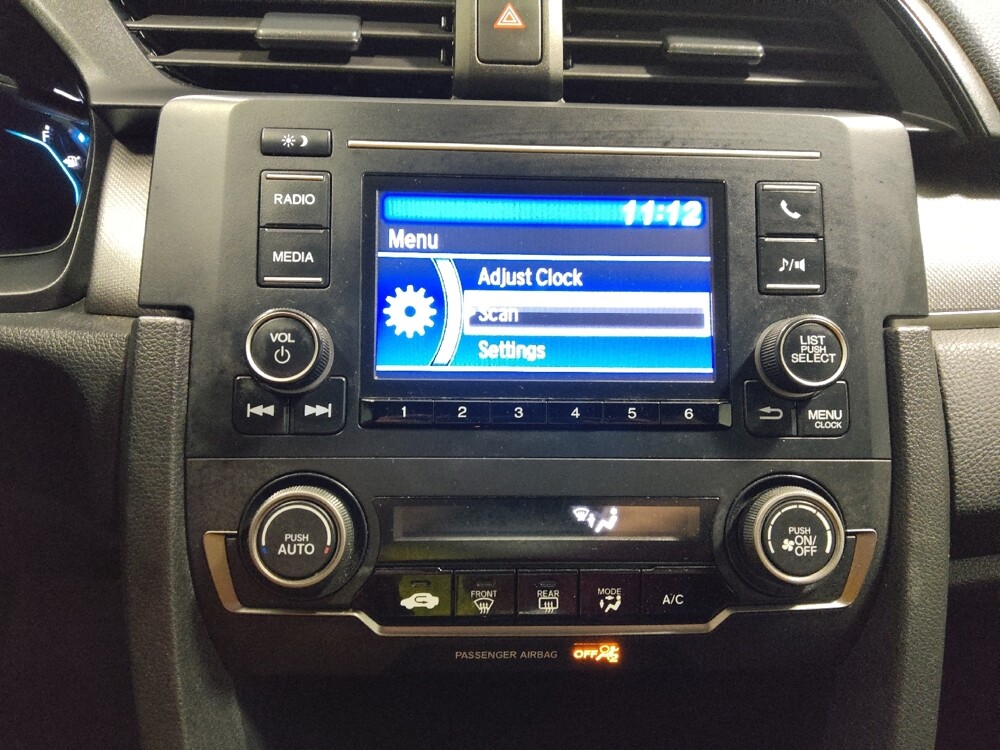 F
RADIO
MEDIA
11:12
Menu
Adjust Clock
Scan
Settings
VOL
LIST
PUSH
SELECT
1 2 3 4 5 6
MENU
CLOCK
PUSH
AUTO
PUSH
ON/
OFF
FRONT
REAR
MODE
A/C
PASSENGER AIRBAG OFF